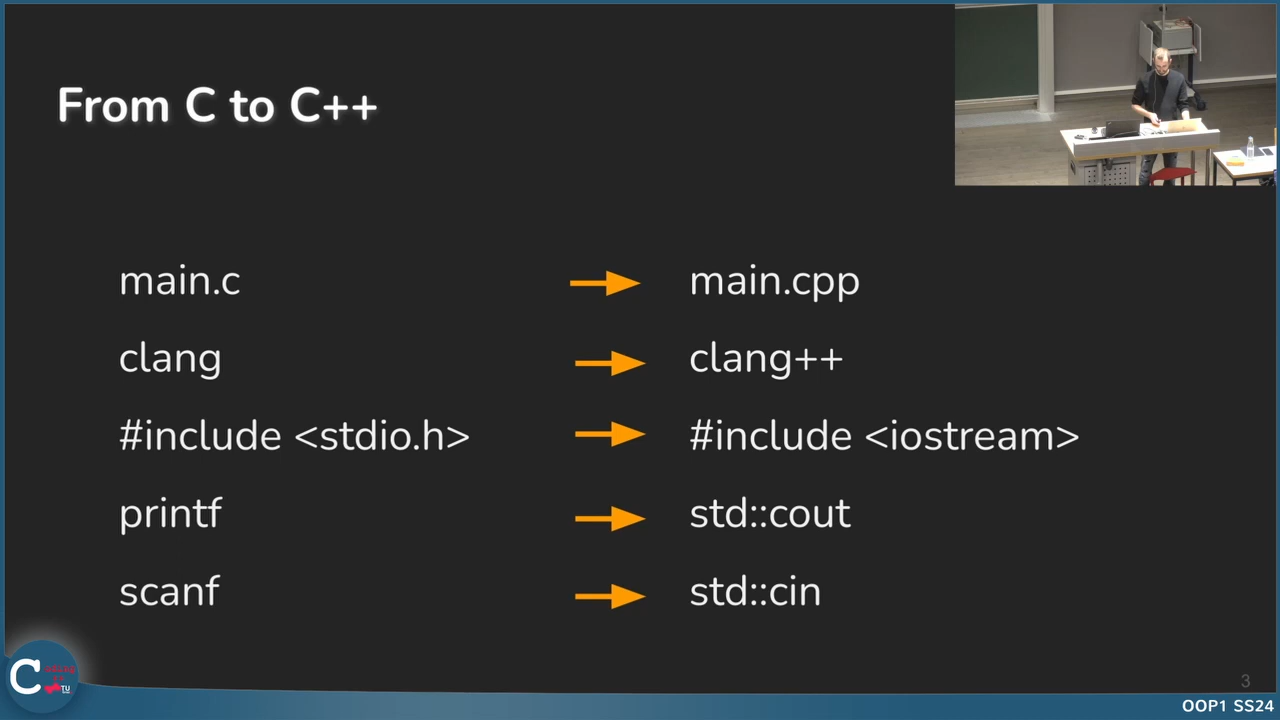 From C to C++
main.c main.cpp
clang clang++
#include <stdio.h> #include <iostream>
printf std::cout
scanf std::cin
C
TU
3
OOP1 SS24